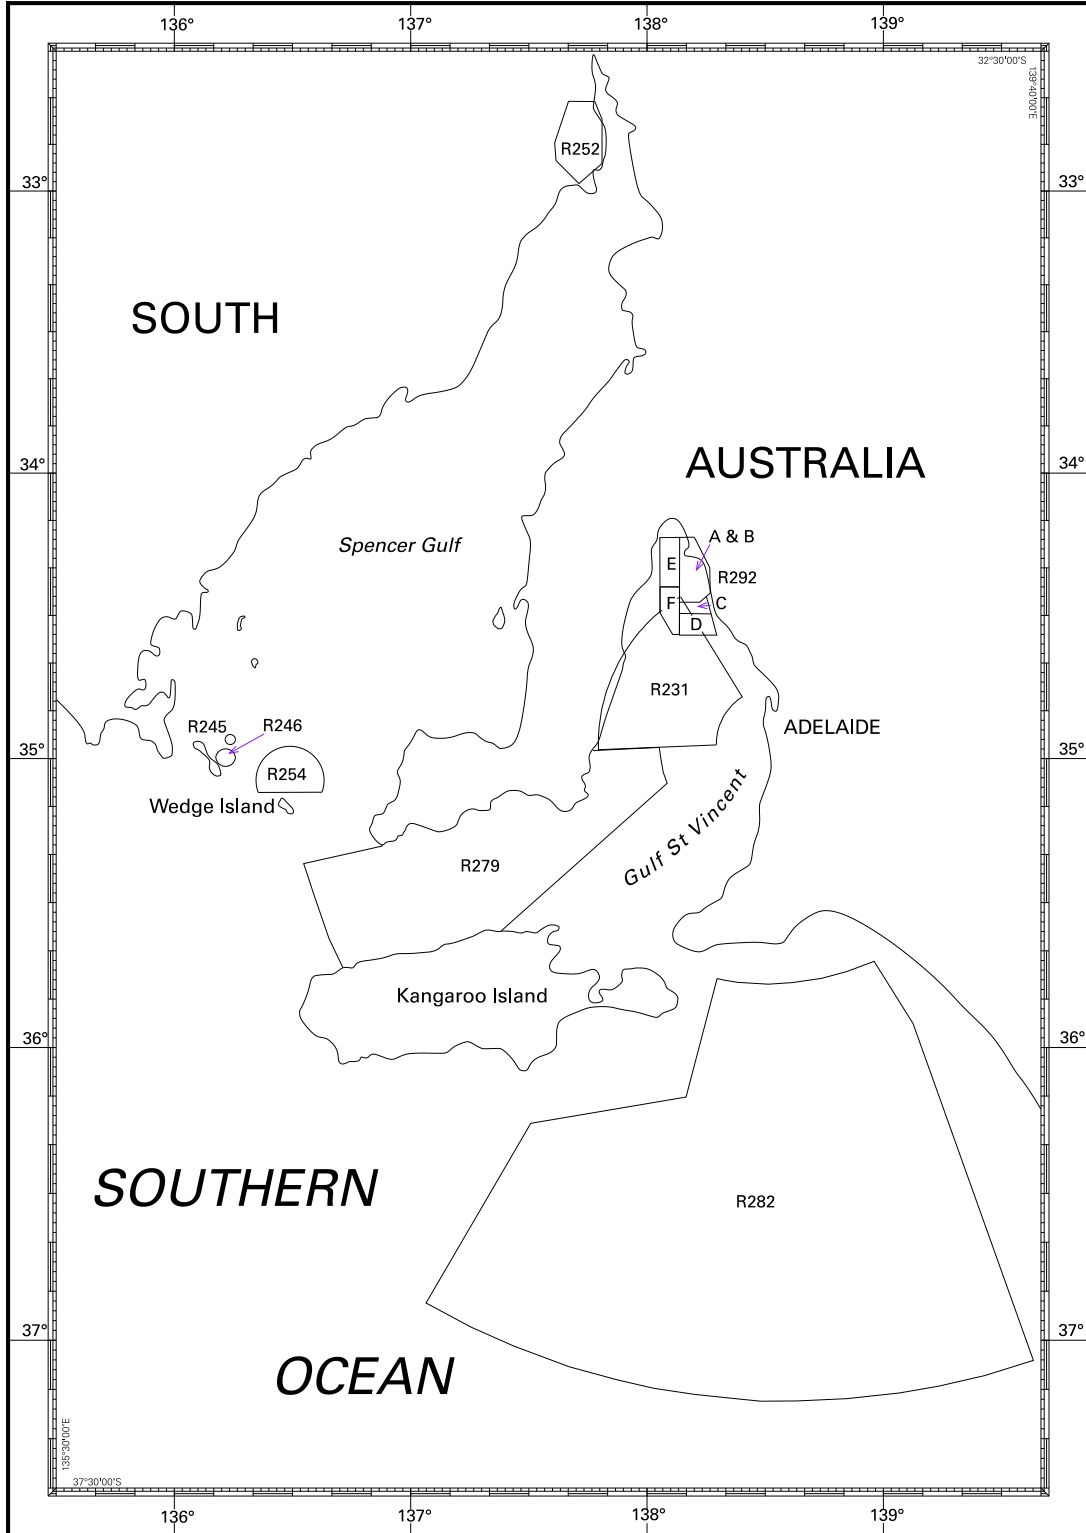 136° 137° 138° 139°
32°30'00"S
139°40'00"E
R252
33° 33°
SOUTH
34° 34°
AUSTRALIA
Spencer Gulf
A & B
E
R292
F
C
D
R231
R245
R246
ADELAIDE
35° 35°
R254
Wedge Island
Gulf St Vincent
R279
Kangaroo Island
36° 36°
SOUTHERN
R282
37° 37°
OCEAN
135°30'00"E
37°30'00"S
136° 137° 138° 139°